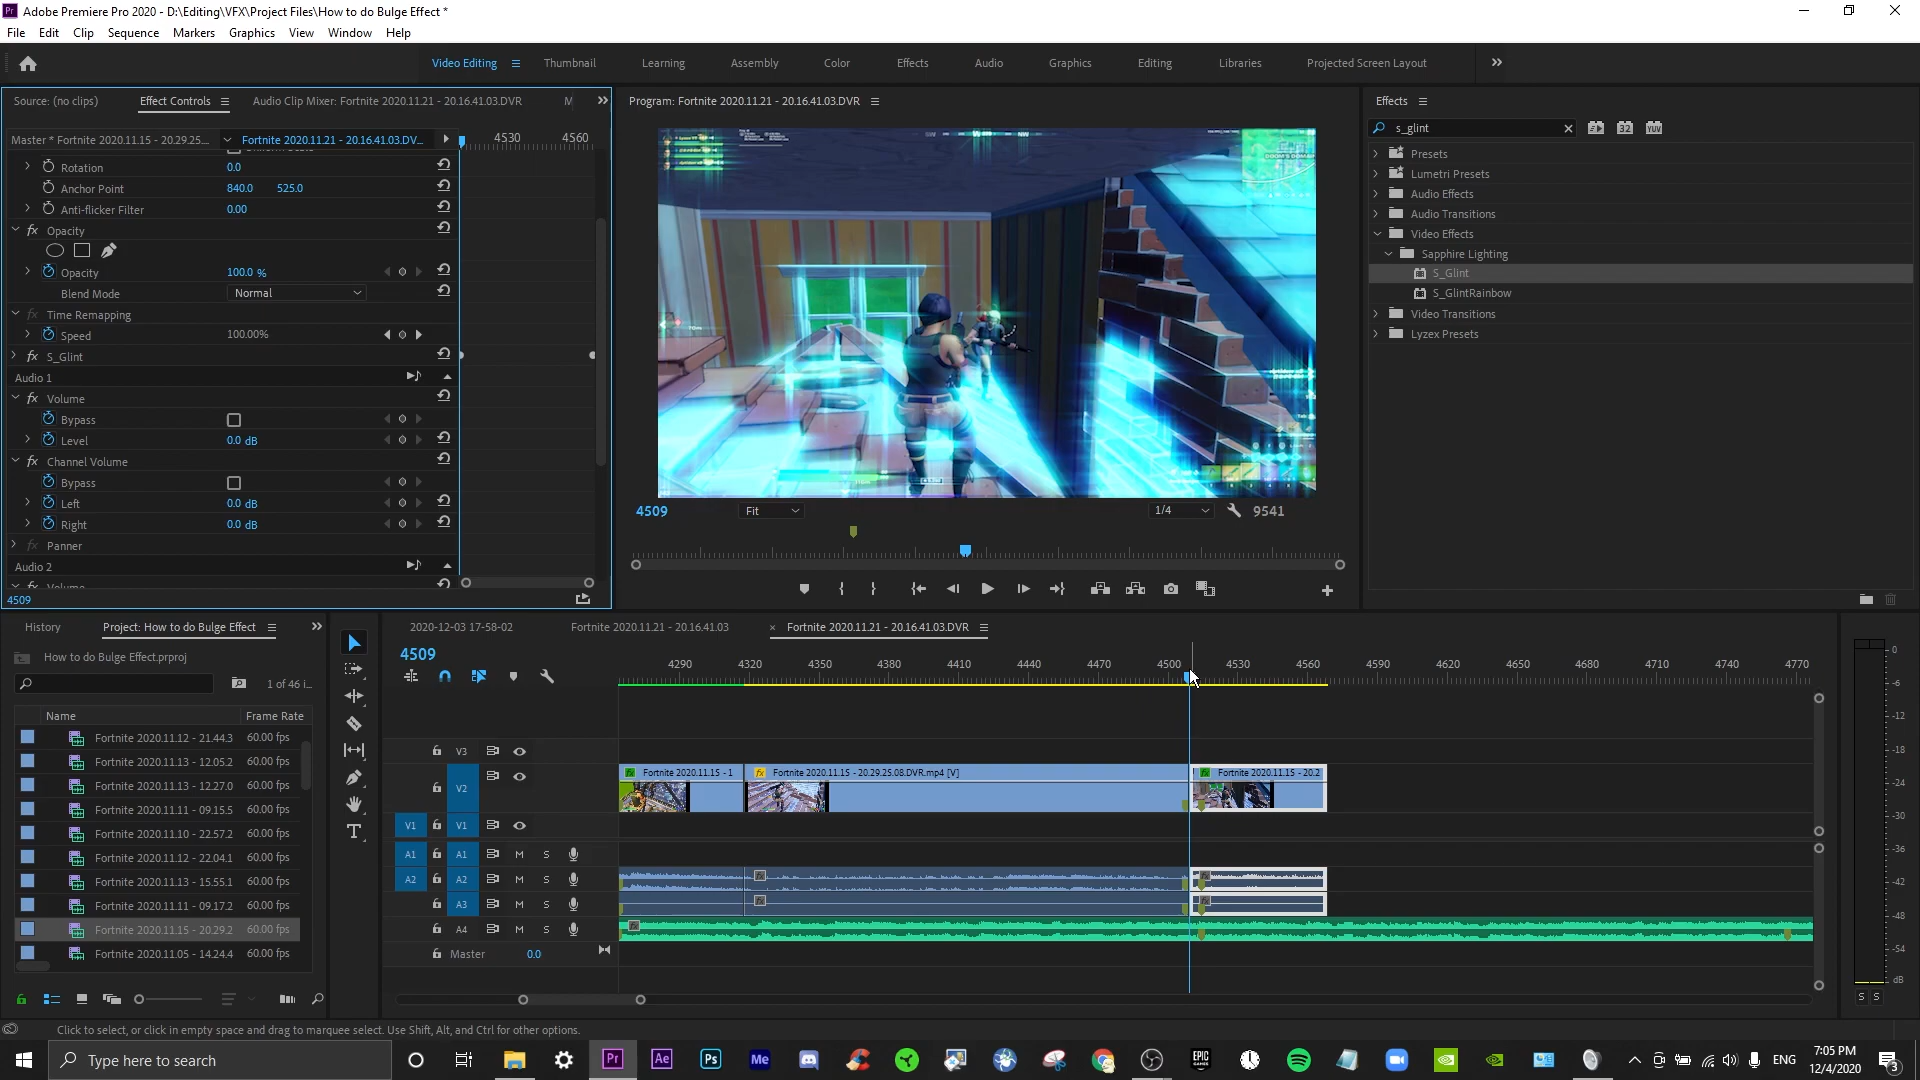 Adobe Premiere Pro 2020 - D:\Editing\VFX\Project Files\How to do Bulge Effect *
File Edit Clip Sequence Markers Graphics View Window Help
Video Editing Thumbnail Learning Assembly Color Effects Audio Graphics Editing Libraries Projected Screen Layout
Source: (no clips) Effect Controls Audio Clip Mixer: Fortnite 2020.11.21 - 20.16.41.03.DVR M
Master * Fortnite 2020.11.15 - 20.29.25... Fortnite 2020.11.21 - 20.16.41.03.DV... 4530 4560
Rotation 0.0
Anchor Point 840.0 525.0
Anti-flicker Filter 0.00
fx Opacity
Opacity 100.0 %
Blend Mode Normal
fx Time Remapping
Speed 100.00%
fx S_Glint
Audio 1
fx Volume
Bypass
Level 0.0 dB
fx Channel Volume
Bypass
Left 0.0 dB
Right 0.0 dB
fx Panner
Audio 2
fx Volume
4509
Program: Fortnite 2020.11.21 - 20.16.41.03.DVR
4509 Fit 1/4 9541
Effects
s_glint 32 YUV
Presets
Lumetri Presets
Audio Effects
Audio Transitions
Video Effects
Sapphire Lighting
S_Glint
S_GlintRainbow
Video Transitions
Lyzex Presets
History Project: How to do Bulge Effect
How to do Bulge Effect.prproj
1 of 46 i...
Name Frame Rate
Fortnite 2020.11.12 - 21.44.3 60.00 fps
Fortnite 2020.11.13 - 12.05.2 60.00 fps
Fortnite 2020.11.13 - 12.27.0 60.00 fps
Fortnite 2020.11.11 - 09.15.5 60.00 fps
Fortnite 2020.11.10 - 22.57.2 60.00 fps
Fortnite 2020.11.12 - 22.04.1 60.00 fps
Fortnite 2020.11.13 - 15.55.1 60.00 fps
Fortnite 2020.11.11 - 09.17.2 60.00 fps
Fortnite 2020.11.15 - 20.29.2 60.00 fps
Fortnite 2020.11.05 - 14.24.4 60.00 fps
2020-12-03 17-58-02 Fortnite 2020.11.21 - 20.16.41.03 × Fortnite 2020.11.21 - 20.16.41.03.DVR
4509
4290 4320 4350 4380 4410 4440 4470 4500 4530 4560 4590 4620 4650 4680 4710 4740 4770
V3
V2 fx Fortnite 2020.11.15 - 1 fx Fortnite 2020.11.15 - 20.29.25.08.DVR.mp4 [V] fx Fortnite 2020.11.15 - 20.2
V1 V1
A1 A1 M S
A2 A2 M S
A3 M S
A4 M S
Master 0.0
0
-6
-12
-18
-24
-30
-36
-42
-48
-54
dB
S S
Click to select, or click in empty space and drag to marquee select. Use Shift, Alt, and Ctrl for other options.
Type here to search Pr Ae Ps Me EPIC GAMES ENG 7:05 PM
12/4/2020 3